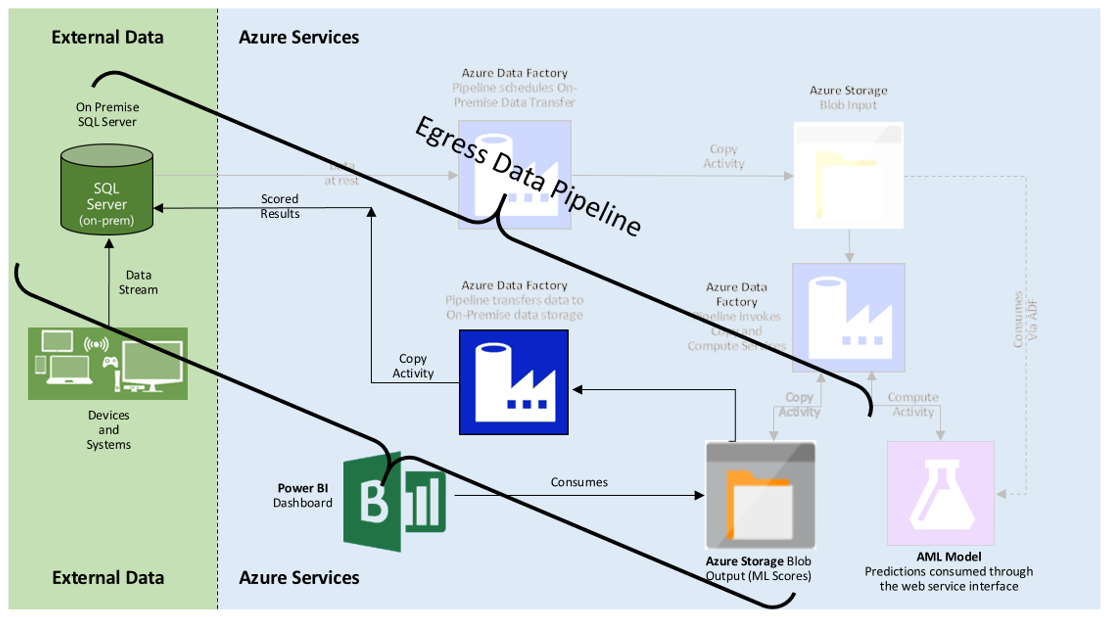 External Data
Azure Services
On Premise
SQL Server
SQL
Server
(on-prem)
Data
Stream
Devices
and
Systems
Data
at rest
Scored
Results
Azure Data Factory
Pipeline schedules On-
Premise Data Transfer
Egress Data Pipeline
Copy
Activity
Azure Storage
Blob Input
Azure Data Factory
Pipeline transfers data to
On-Premise data storage
Copy
Activity
Azure Data
Factory
Pipeline invokes
Copy and
Compute Services
Consumes
Via ADF
Copy
Activity
Compute
Activity
Power BI
Dashboard
B
Consumes
Azure Storage Blob
Output (ML Scores)
AML Model
Predictions consumed through
the web service interface
External Data
Azure Services